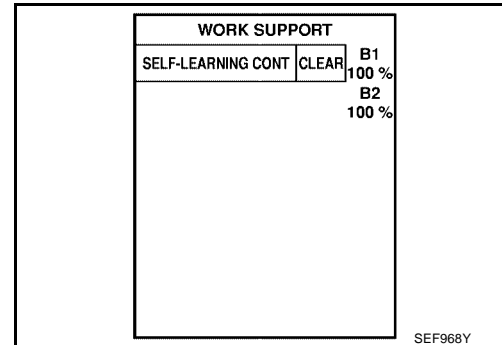 WORK SUPPORT
SELF-LEARNING CONT CLEAR B1
100 %
B2
100 %
SEF968Y